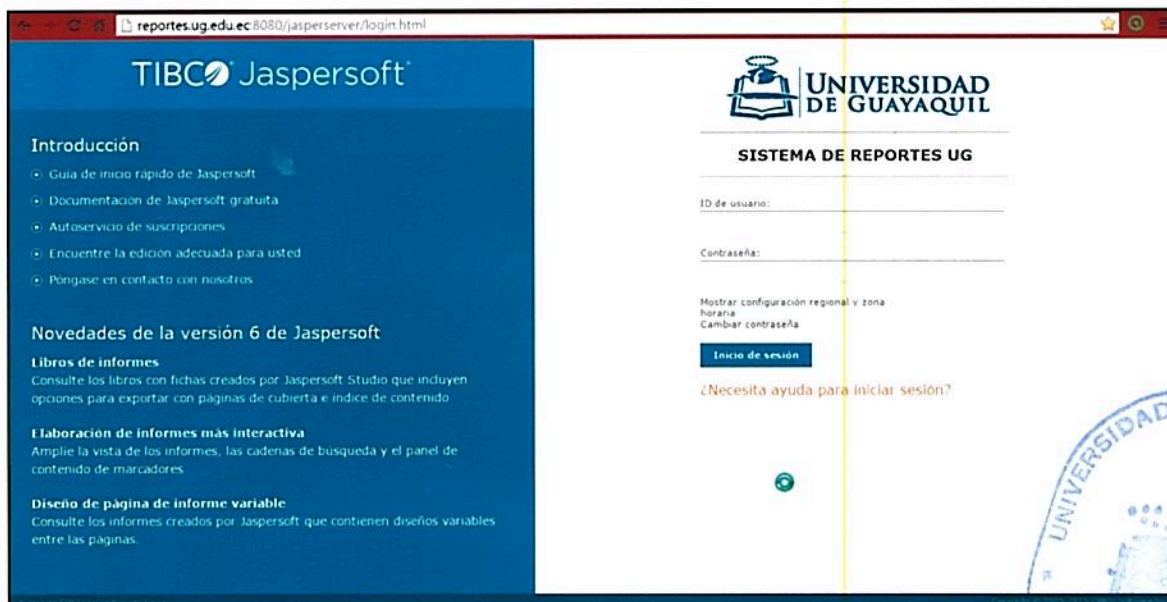 reportes.ug.edu.ec:8080/jasperserver/login.html
TIBCO Jaspersoft
Introducción
Guía de inicio rápido de Jaspersoft
Documentación de Jaspersoft gratuita
Autoservicio de suscripciones
Encuentre la edición adecuada para usted
Póngase en contacto con nosotros
Novedades de la versión 6 de Jaspersoft
Libros de informes
Consulte los libros con fichas creados por Jaspersoft Studio que incluyen
opciones para exportar con páginas de cubierta e índice de contenido
Elaboración de informes más interactiva
Amplíe la vista de los informes, las cadenas de búsqueda y el panel de
contenido de marcadores
Diseño de página de informe variable
Consulte los informes creados por Jaspersoft que contienen diseños variables
entre las páginas.
UNIVERSIDAD
DE GUAYAQUIL
SISTEMA DE REPORTES UG
ID de usuario:
Contraseña:
Mostrar configuración regional y zona
horaria
Cambiar contraseña
Inicio de sesión
¿Necesita ayuda para iniciar sesión?
UNIVERSIDAD